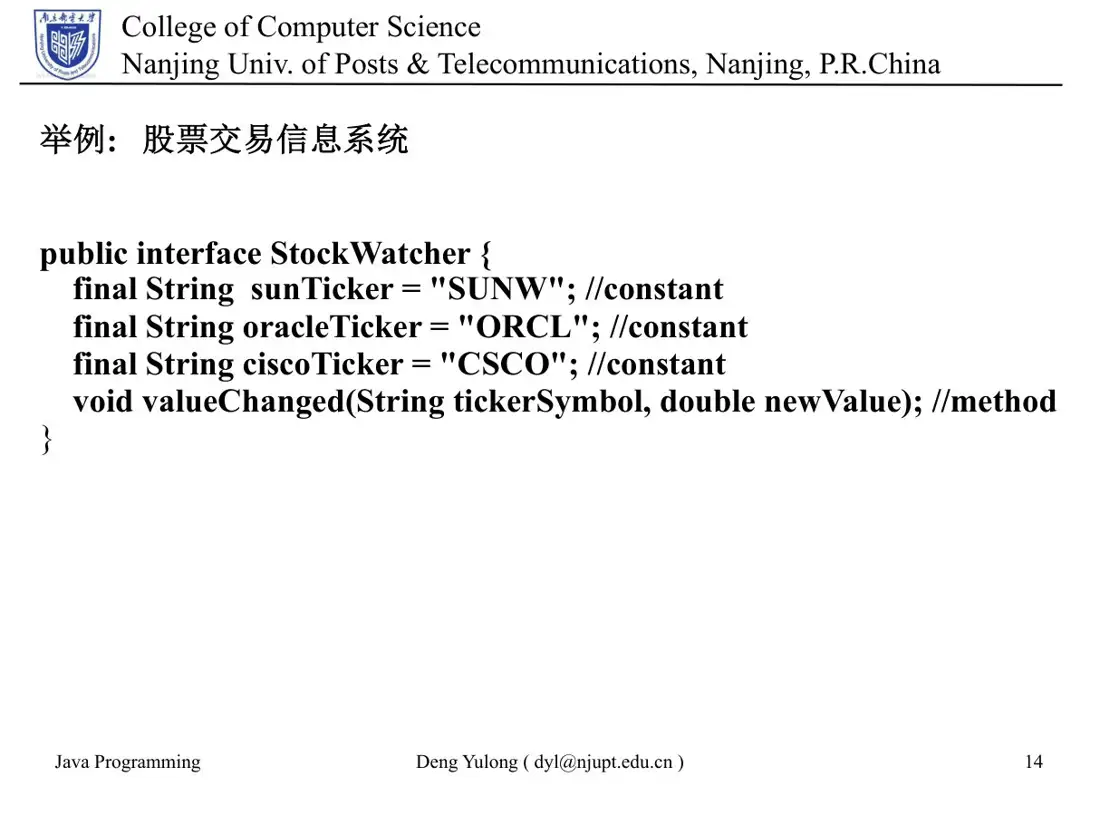 College of Computer Science
Nanjing Univ. of Posts & Telecommunications, Nanjing, P.R.China
举例: 股票交易信息系统
public interface StockWatcher {
final String  sunTicker = "SUNW"; //constant
final String oracleTicker = "ORCL"; //constant
final String ciscoTicker = "CSCO"; //constant
void valueChanged(String tickerSymbol, double newValue); //method
}
Java Programming
Deng Yulong ( dyl@njupt.edu.cn )
14